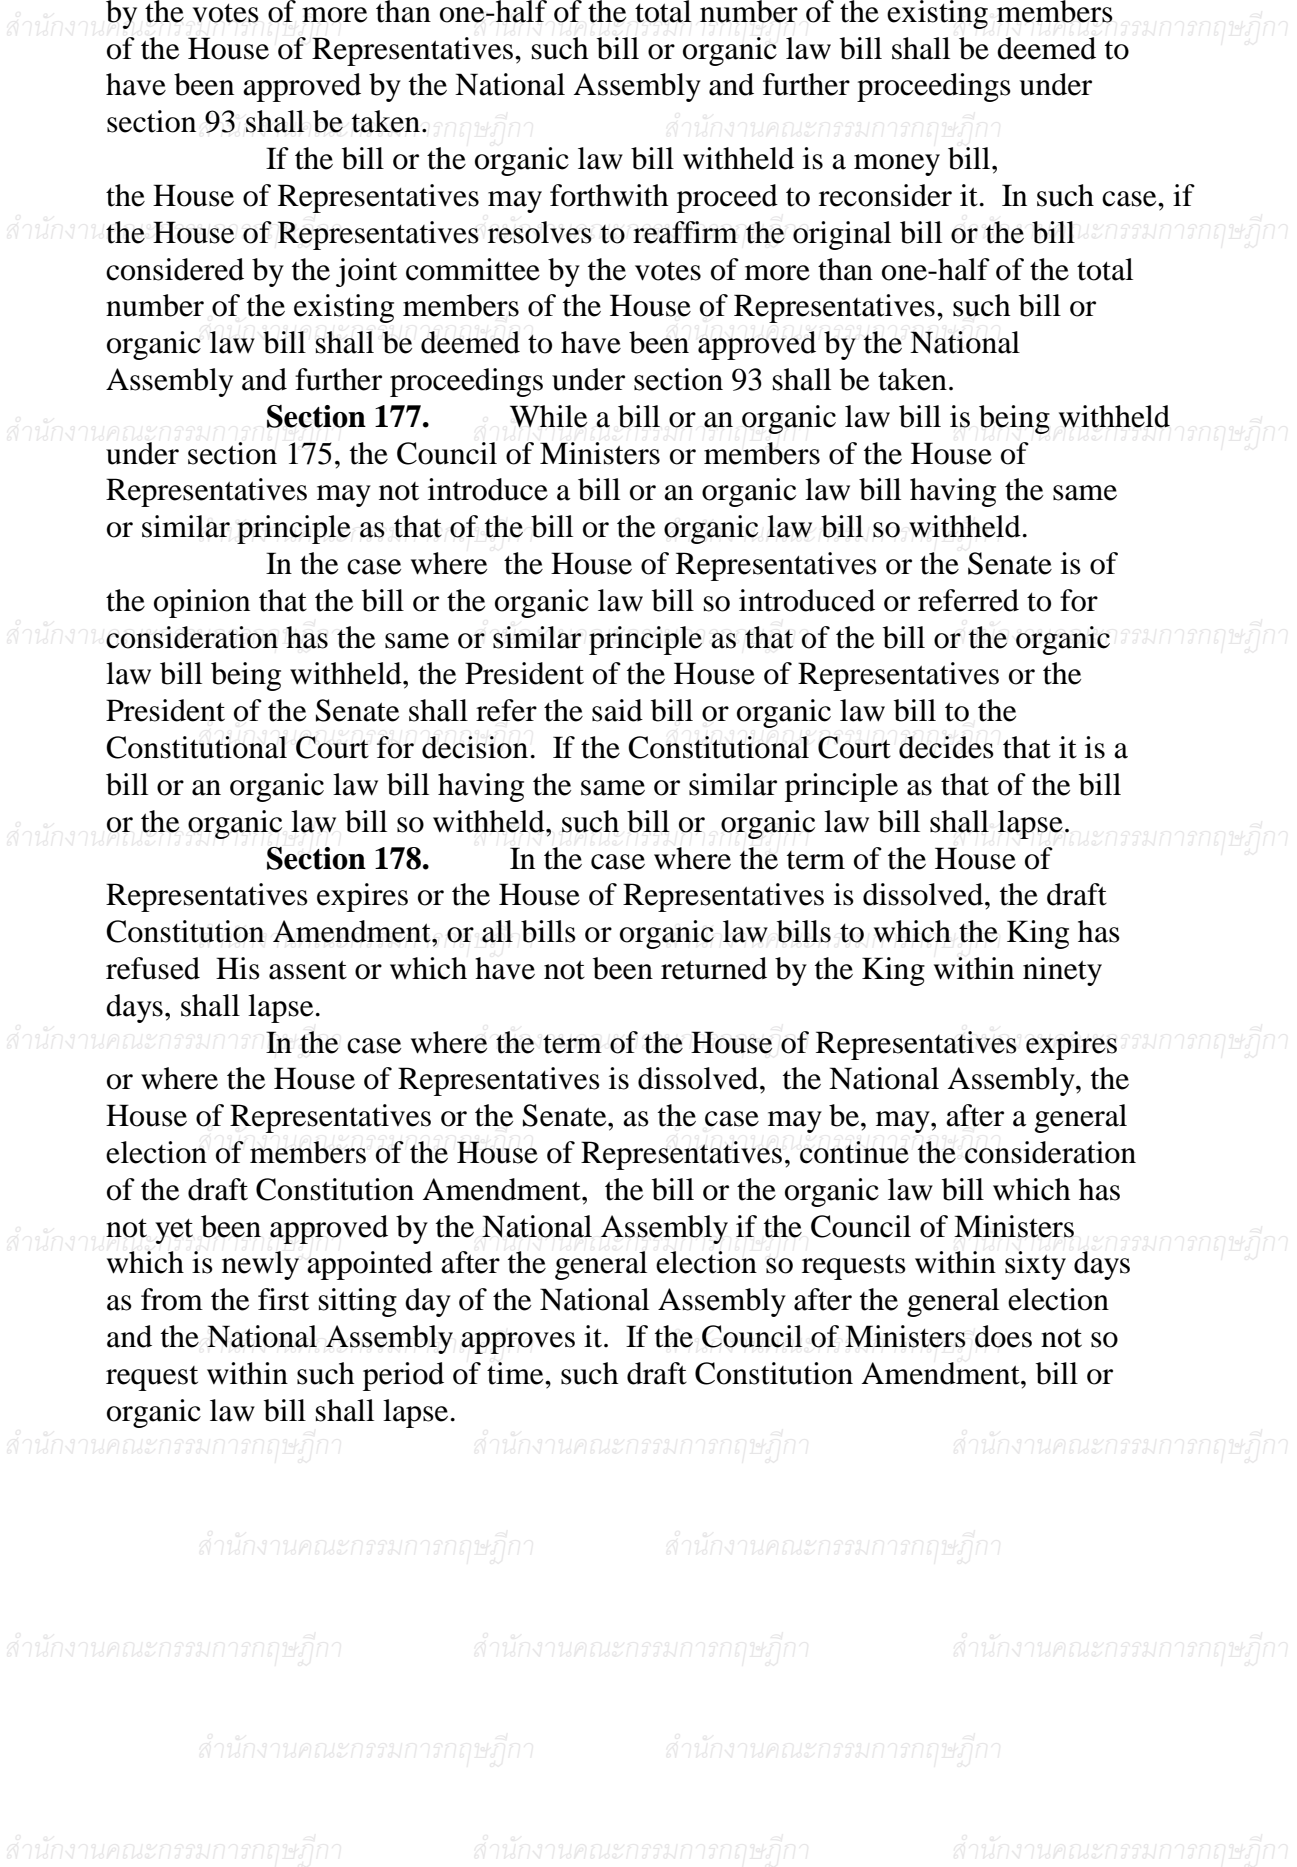 by the votes of more than one-half of the total number of the existing members
of the House of Representatives, such bill or organic law bill shall be deemed to
have been approved by the National Assembly and further proceedings under
section 93 shall be taken.
If the bill or the organic law bill withheld is a money bill,
the House of Representatives may forthwith proceed to reconsider it.  In such case, if
the House of Representatives resolves to reaffirm the original bill or the bill
considered by the joint committee by the votes of more than one-half of the total
number of the existing members of the House of Representatives, such bill or
organic law bill shall be deemed to have been approved by the National
Assembly and further proceedings under section 93 shall be taken.
Section 177. While a bill or an organic law bill is being withheld
under section 175, the Council of Ministers or members of the House of
Representatives may not introduce a bill or an organic law bill having the same
or similar principle as that of the bill or the organic law bill so withheld.
In the case where  the House of Representatives or the Senate is of
the opinion that the bill or the organic law bill so introduced or referred to for
consideration has the same or similar principle as that of the bill or the organic
law bill being withheld, the President of the House of Representatives or the
President of the Senate shall refer the said bill or organic law bill to the
Constitutional Court for decision.  If the Constitutional Court decides that it is a
bill or an organic law bill having the same or similar principle as that of the bill
or the organic law bill so withheld, such bill or  organic law bill shall lapse.
Section 178. In the case where the term of the House of
Representatives expires or the House of Representatives is dissolved, the draft
Constitution Amendment, or all bills or organic law bills to which the King has
refused  His assent or which have not been returned by the King within ninety
days, shall lapse.
In the case where the term of the House of Representatives expires
or where the House of Representatives is dissolved,  the National Assembly, the
House of Representatives or the Senate, as the case may be, may, after a general
election of members of the House of Representatives, continue the consideration
of the draft Constitution Amendment,  the bill or the organic law bill which has
not yet been approved by the National Assembly if the Council of Ministers
which is newly appointed after the general election so requests within sixty days
as from the first sitting day of the National Assembly after the general election
and the National Assembly approves it.  If the Council of Ministers does not so
request within such period of time, such draft Constitution Amendment, bill or
organic law bill shall lapse.
สำนักงานคณะกรรมการกฤษฎีกา สำนักงานคณะกรรมการกฤษฎีกา สำนักงานคณะกรรมการกฤษฎีกา
สำนักงานคณะกรรมการกฤษฎีกา สำนักงานคณะกรรมการกฤษฎีกา
สำนักงานคณะกรรมการกฤษฎีกา สำนักงานคณะกรรมการกฤษฎีกา สำนักงานคณะกรรมการกฤษฎีกา
สำนักงานคณะกรรมการกฤษฎีกา สำนักงานคณะกรรมการกฤษฎีกา
สำนักงานคณะกรรมการกฤษฎีกา สำนักงานคณะกรรมการกฤษฎีกา สำนักงานคณะกรรมการกฤษฎีกา